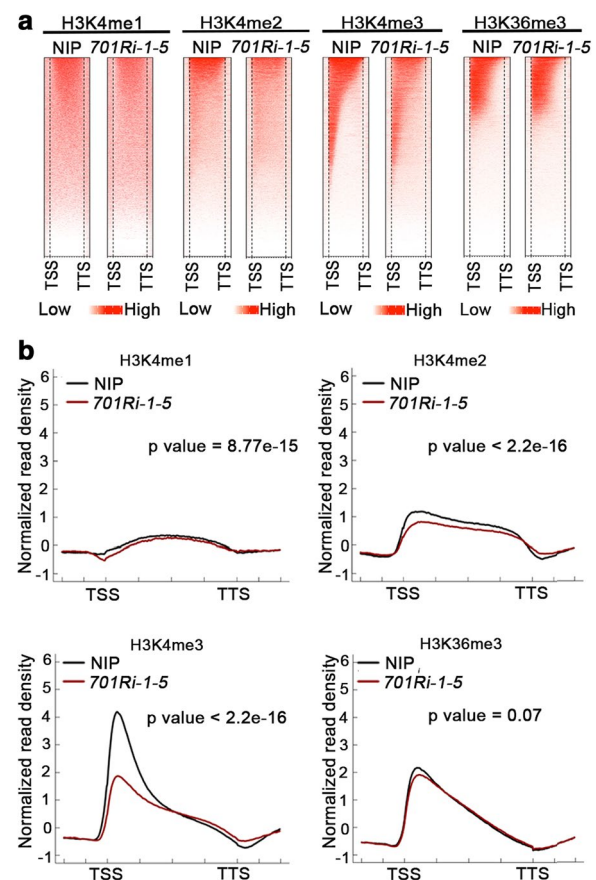 a
H3K4me1 H3K4me2 H3K4me3 H3K36me3
NIP 701Ri-1-5 NIP 701Ri-1-5 NIP 701Ri-1-5 NIP 701Ri-1-5
TSS TTS TSS TTS TSS TTS TSS TTS TSS TTS TSS TTS TSS TTS TSS TTS
Low High Low High Low High Low High
b
H3K4me1
Normalized read density
6
5
4
3
2
1
0
-1
NIP
701Ri-1-5
p value = 8.77e-15
TSS TTS
H3K4me2
Normalized read density
6
5
4
3
2
1
0
-1
NIP
701Ri-1-5
p value < 2.2e-16
TSS TTS
H3K4me3
Normalized read density
6
5
4
3
2
1
0
-1
NIP
701Ri-1-5
p value < 2.2e-16
TSS TTS
H3K36me3
Normalized read density
6
5
4
3
2
1
0
-1
NIP
701Ri-1-5
p value = 0.07
TSS TTS